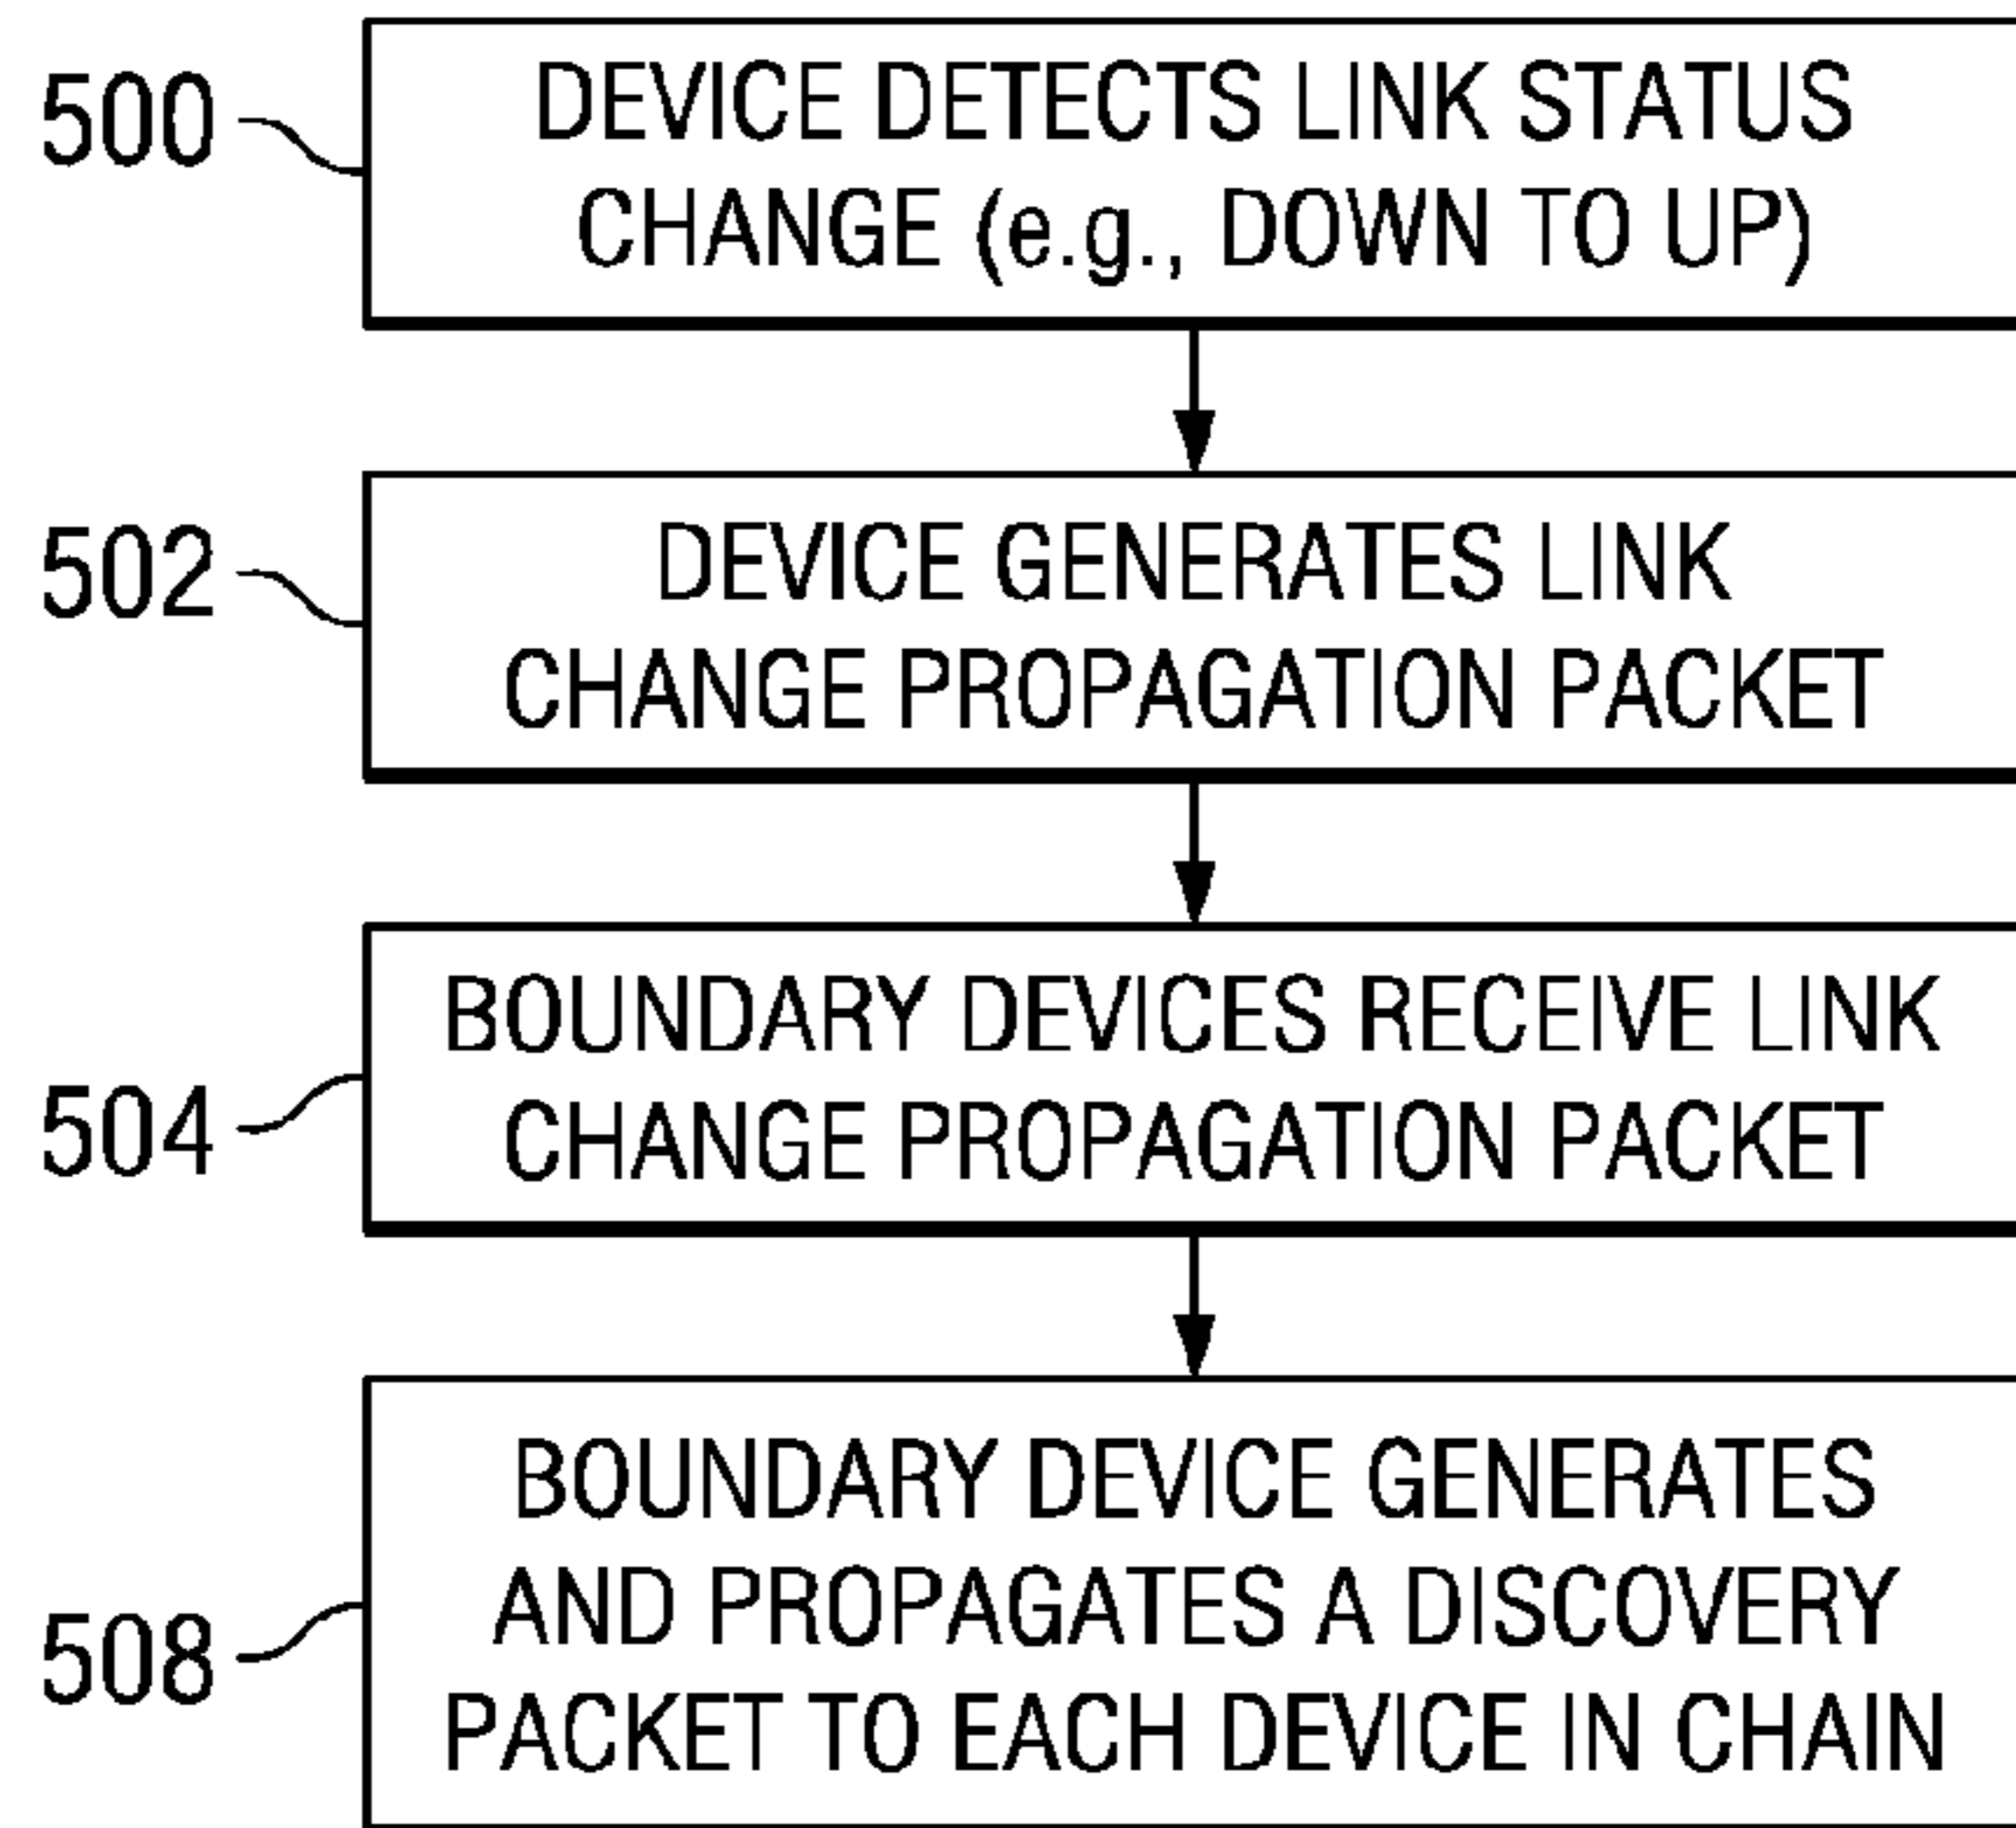 500
DEVICE DETECTS LINK STATUS
CHANGE (e.g., DOWN TO UP)
502
DEVICE GENERATES LINK
CHANGE PROPAGATION PACKET
504
BOUNDARY DEVICES RECEIVE LINK
CHANGE PROPAGATION PACKET
508
BOUNDARY DEVICE GENERATES
AND PROPAGATES A DISCOVERY
PACKET TO EACH DEVICE IN CHAIN